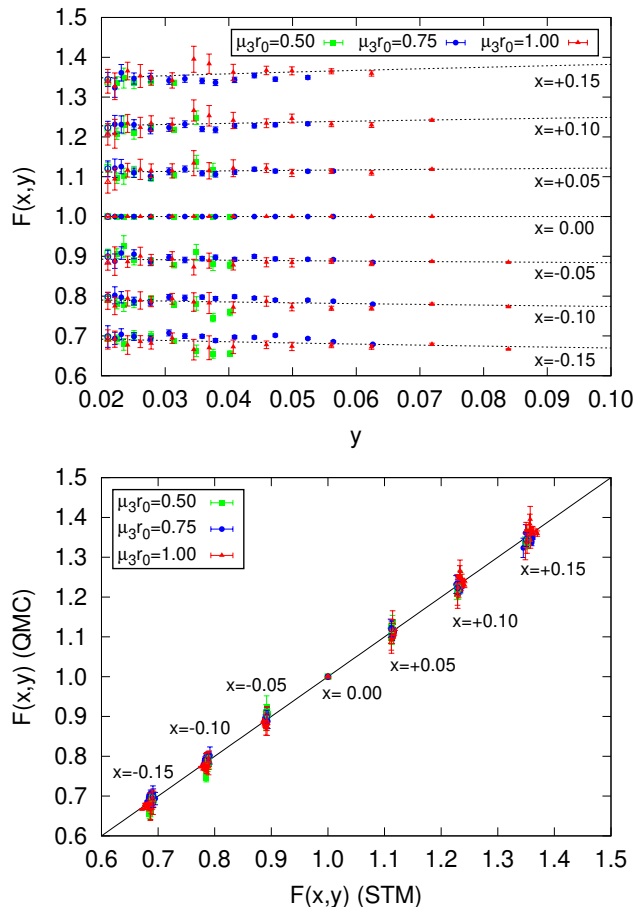 1.5
1.4
1.3
1.2
1.1
1.0
0.9
0.8
0.7
0.6
F(x,y)
μ₃r₀=0.50 μ₃r₀=0.75 μ₃r₀=1.00
x=+0.15
x=+0.10
x=+0.05
x= 0.00
x=-0.05
x=-0.10
x=-0.15
0.02 0.03 0.04 0.05 0.06 0.07 0.08 0.09 0.10
y
1.5
1.4
1.3
1.2
1.1
1.0
0.9
0.8
0.7
0.6
F(x,y) (QMC)
μ₃r₀=0.50
μ₃r₀=0.75
μ₃r₀=1.00
x=+0.15
x=+0.10
x=+0.05
x= 0.00
x=-0.05
x=-0.10
x=-0.15
0.6 0.7 0.8 0.9 1.0 1.1 1.2 1.3 1.4 1.5
F(x,y) (STM)